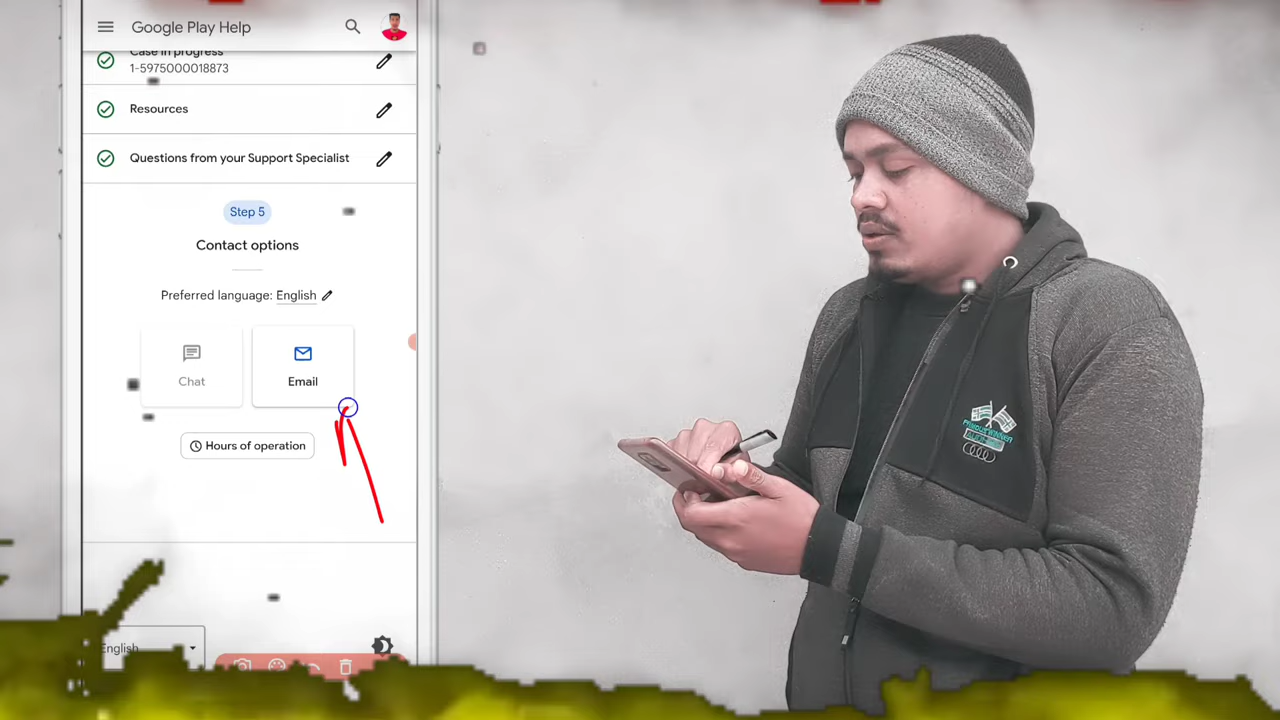 Google Play Help
Case in progress
1-5975000018873
Resources
Questions from your Support Specialist
Step 5
Contact options
Preferred language: English
Chat
Email
Hours of operation
English